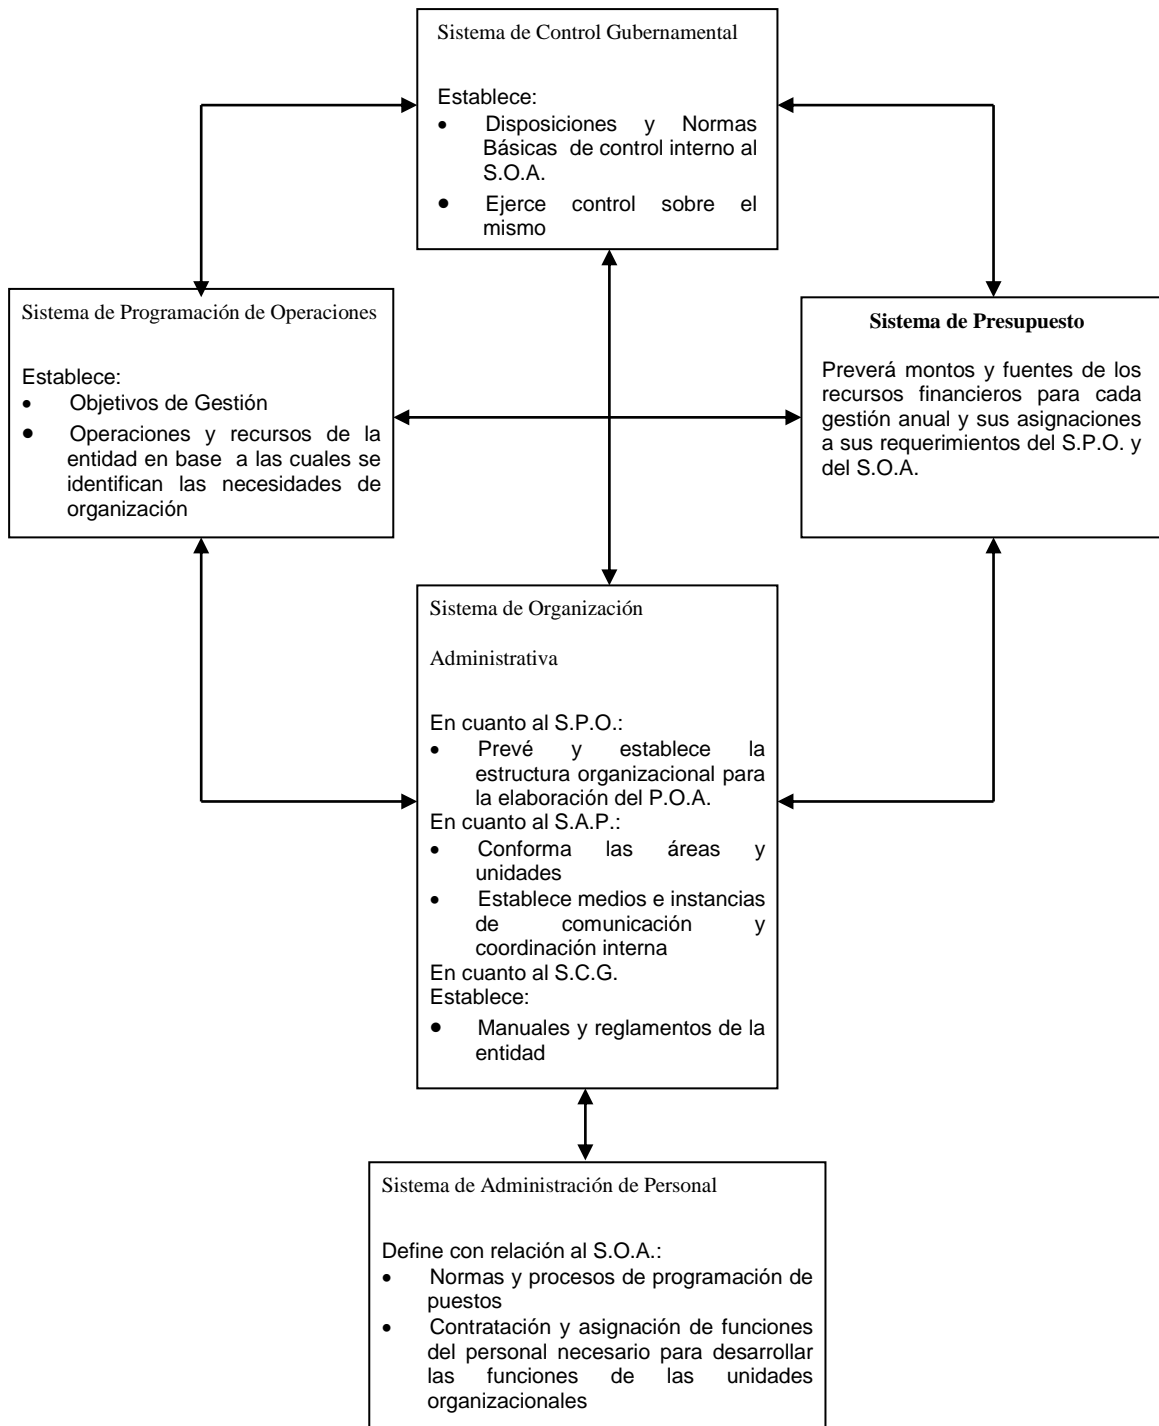 Sistema de Control Gubernamental
Establece:
• Disposiciones y Normas
Básicas de control interno al
S.O.A.
• Ejerce control sobre el
mismo
Sistema de Programación de Operaciones
Establece:
• Objetivos de Gestión
• Operaciones y recursos de la
entidad en base a las cuales se
identifican las necesidades de
organización
Sistema de Presupuesto
Preverá montos y fuentes de los
recursos financieros para cada
gestión anual y sus asignaciones
a sus requerimientos del S.P.O. y
del S.O.A.
Sistema de Organización
Administrativa
En cuanto al S.P.O.:
• Prevé y establece la
estructura organizacional para
la elaboración del P.O.A.
En cuanto al S.A.P.:
• Conforma las áreas y
unidades
• Establece medios e instancias
de comunicación y
coordinación interna
En cuanto al S.C.G.
Establece:
• Manuales y reglamentos de la
entidad
Sistema de Administración de Personal
Define con relación al S.O.A.:
• Normas y procesos de programación de
puestos
• Contratación y asignación de funciones
del personal necesario para desarrollar
las funciones de las unidades
organizacionales